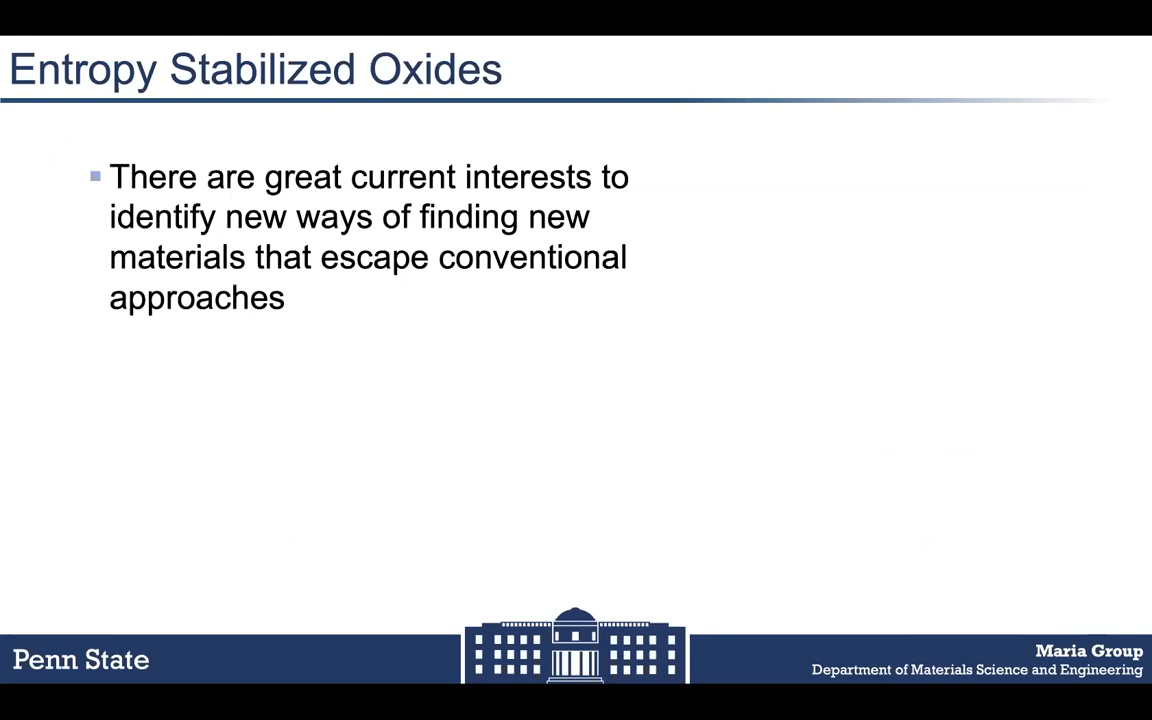 Entropy Stabilized Oxides
▪ There are great current interests to
identify new ways of finding new
materials that escape conventional
approaches
Penn State
Maria Group
Department of Materials Science and Engineering